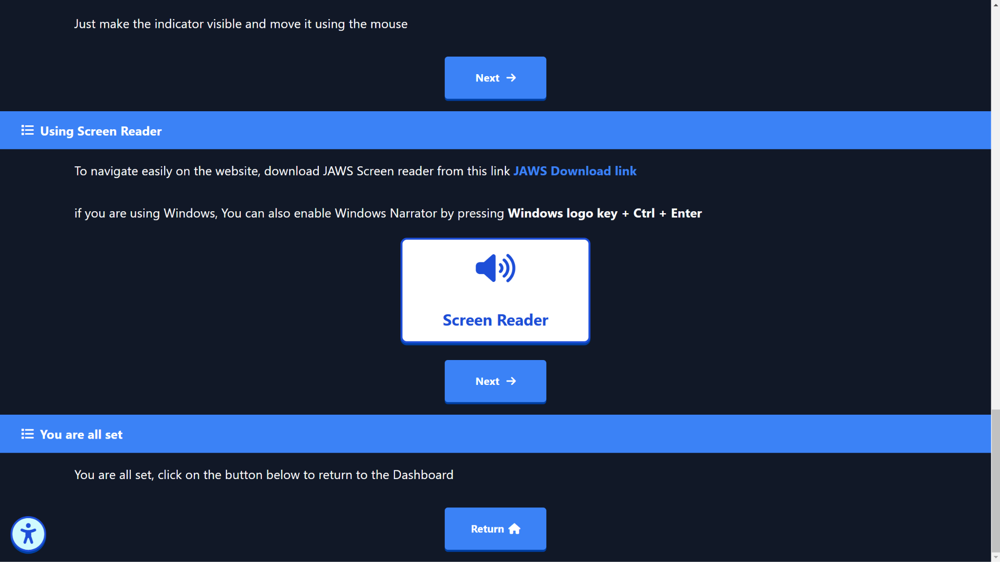 Just make the indicator visible and move it using the mouse
Next
Using Screen Reader
To navigate easily on the website, download JAWS Screen reader from this link JAWS Download link
if you are using Windows, You can also enable Windows Narrator by pressing Windows logo key + Ctrl + Enter
Screen Reader
Next
You are all set
You are all set, click on the button below to return to the Dashboard
Return